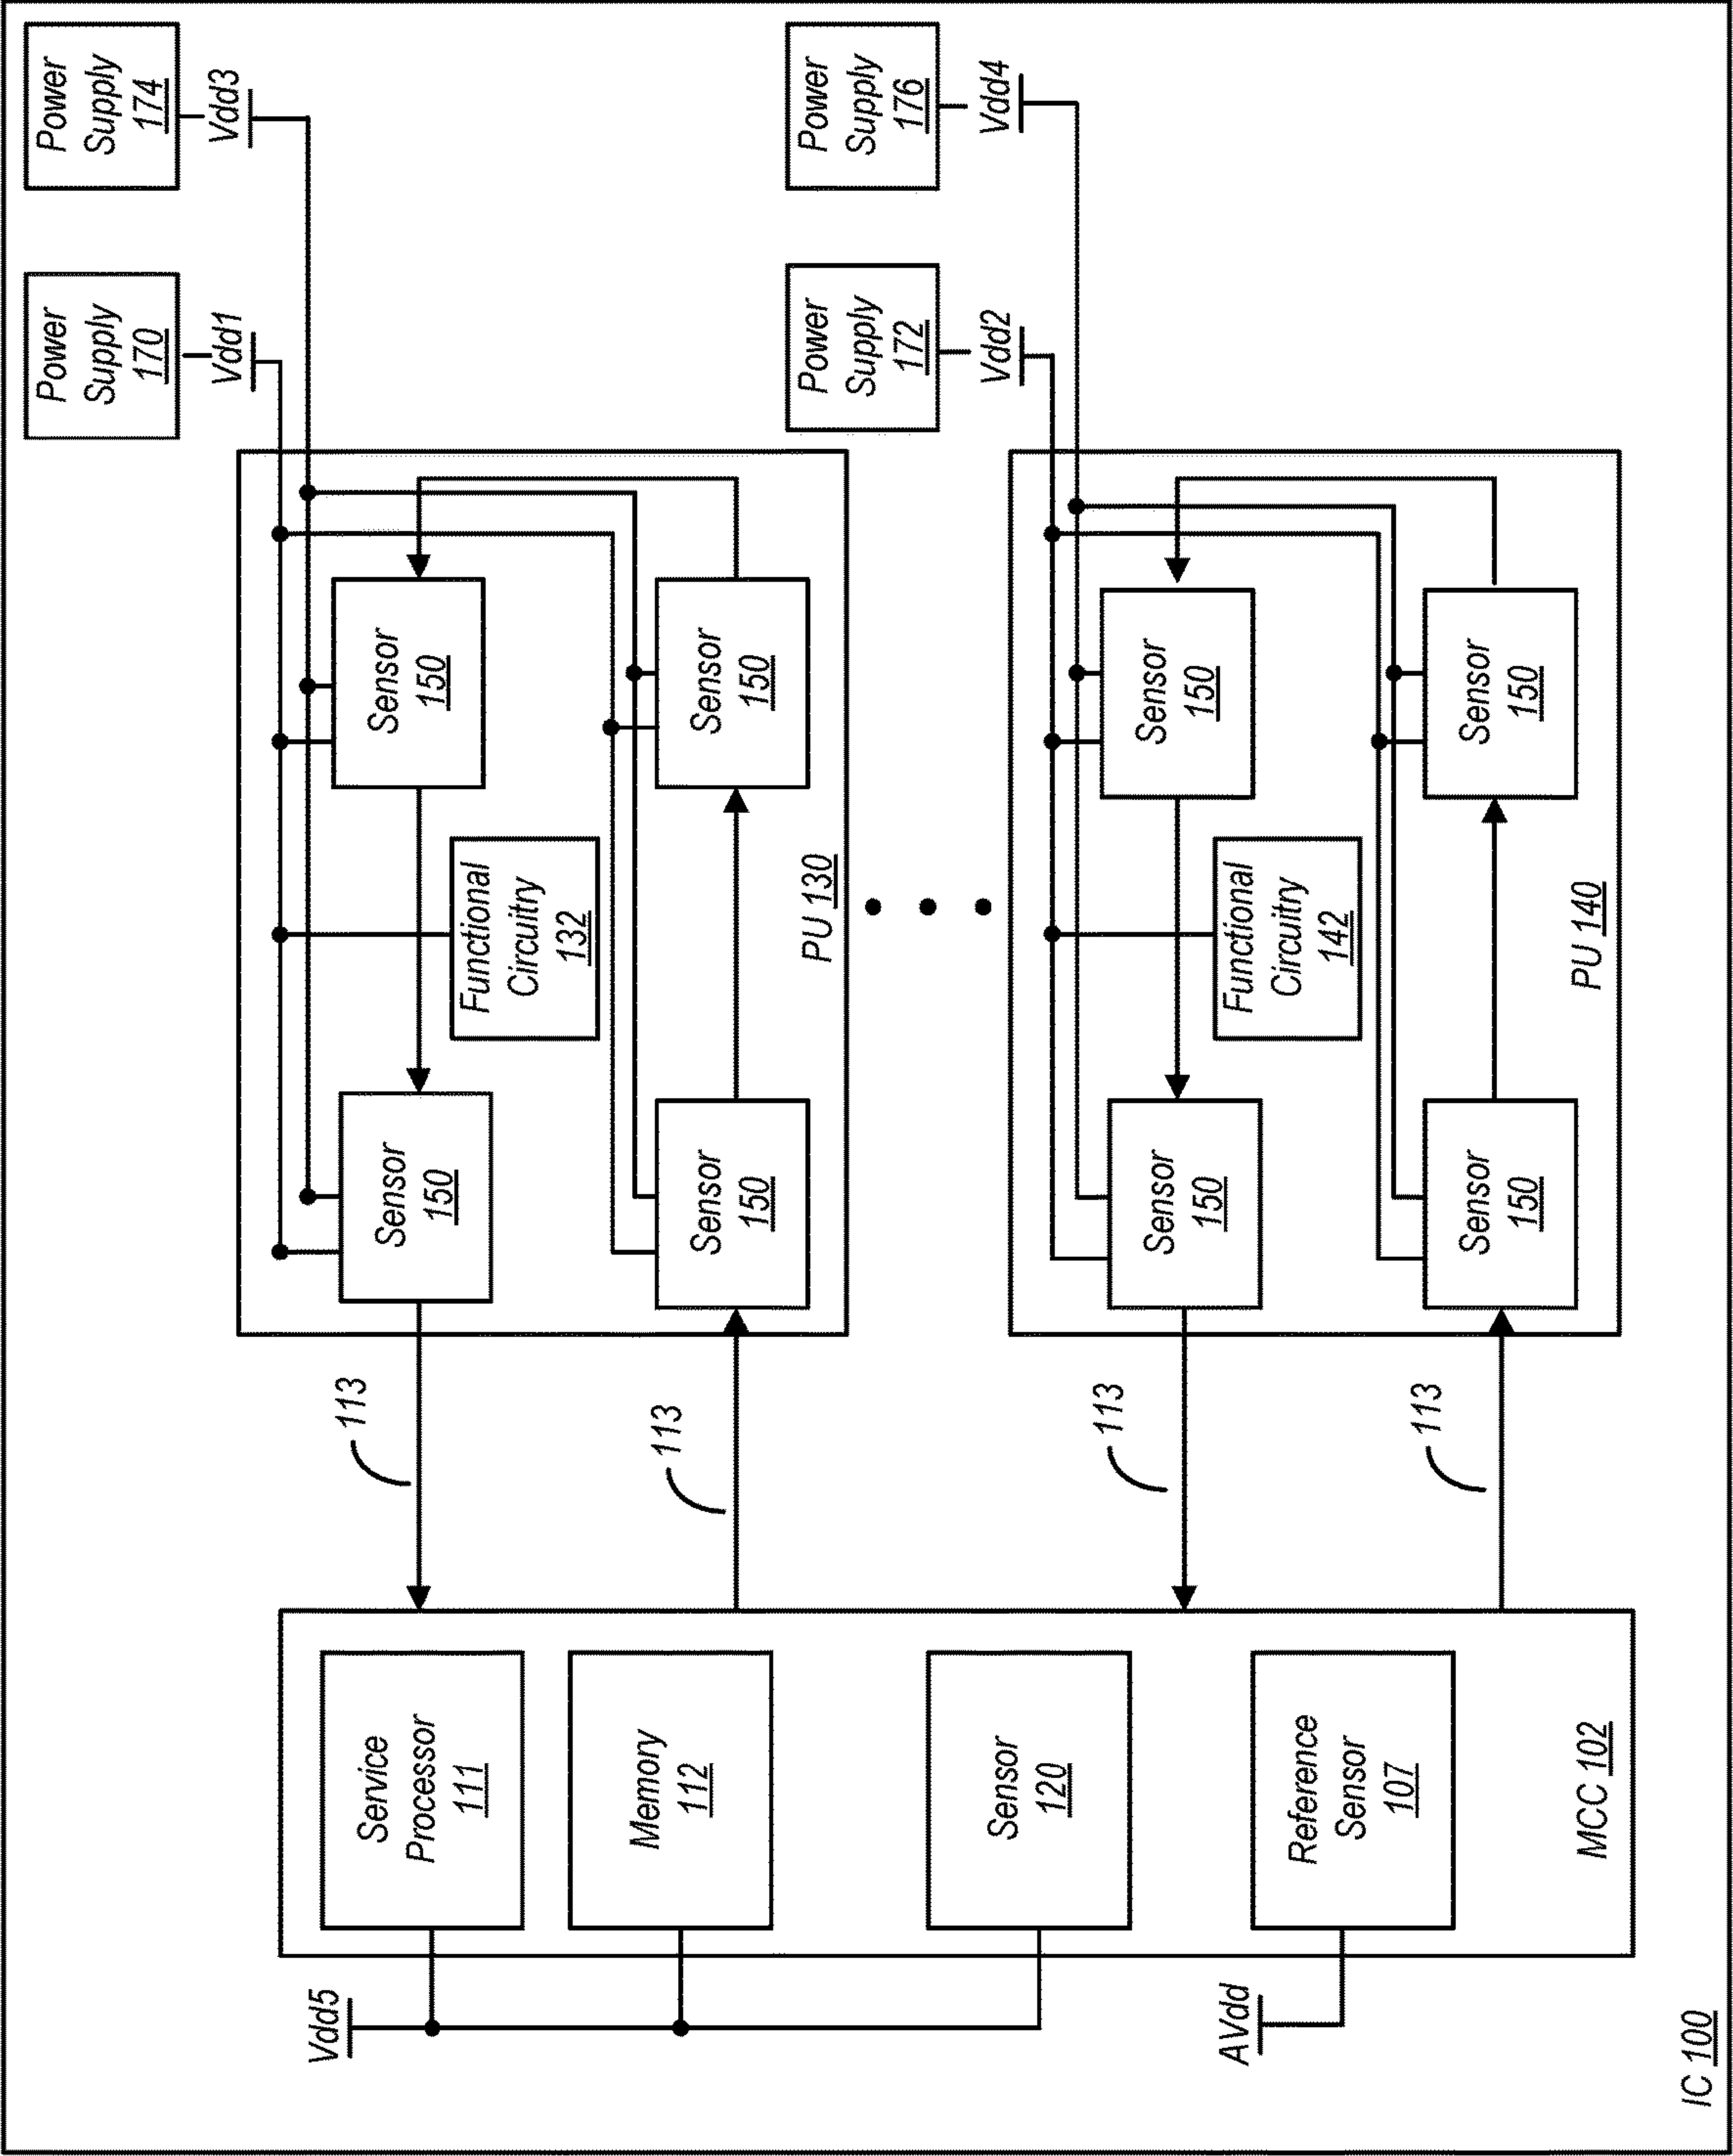 Power
Supply
170
Power
Supply
174
Vdd1
Vdd3
Vdd5
Service
Processor
111
113
Sensor
150
Sensor
150
Functional
Circuitry
132
Memory
112
113
Sensor
150
Sensor
150
PU 130
Power
Supply
172
Power
Supply
176
Vdd2
Vdd4
Sensor
120
113
Sensor
150
Sensor
150
Functional
Circuitry
142
AVdd
Reference
Sensor
107
113
Sensor
150
Sensor
150
PU 140
MCC 102
IC 100